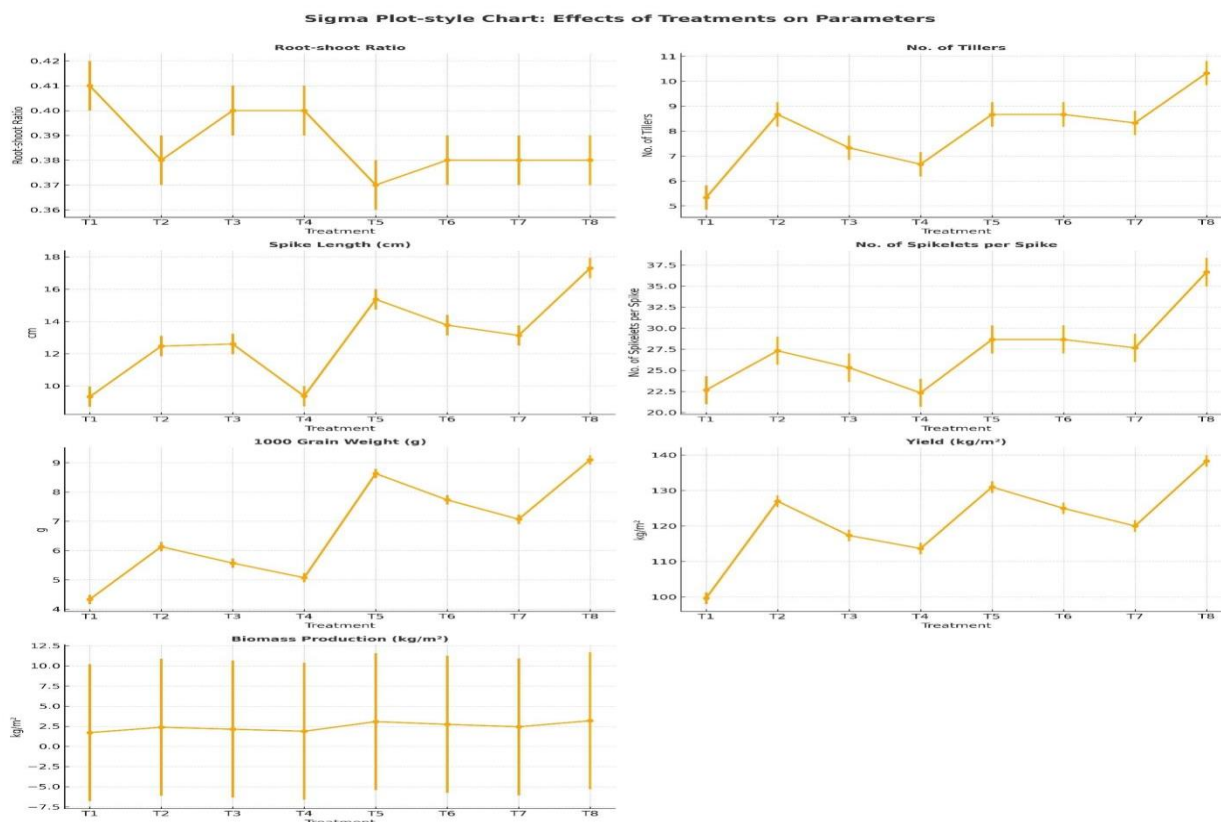 Sigma Plot-style Chart: Effects of Treatments on Parameters
Root-shoot Ratio
Root-shoot Ratio
0.42
0.41
0.40
0.39
0.38
0.37
0.36
T1 T2 T3 T4 T5 T6 T7 T8
Treatment
No. of Tillers
No. of Tillers
11
10
9
8
7
6
5
T1 T2 T3 T4 T5 T6 T7 T8
Treatment
Spike Length (cm)
cm
18
16
14
12
10
T1 T2 T3 T4 T5 T6 T7 T8
Treatment
No. of Spikelets per Spike
No. of Spikelets per Spike
37.5
35.0
32.5
30.0
27.5
25.0
22.5
20.0
T1 T2 T3 T4 T5 T6 T7 T8
Treatment
1000 Grain Weight (g)
g
9
8
7
6
5
4
T1 T2 T3 T4 T5 T6 T7 T8
Treatment
Yield (kg/m²)
kg/m²
140
130
120
110
100
T1 T2 T3 T4 T5 T6 T7 T8
Treatment
Biomass Production (kg/m²)
kg/m²
12.5
10.0
7.5
5.0
2.5
0.0
−2.5
−5.0
−7.5
T1 T2 T3 T4 T5 T6 T7 T8
Treatment